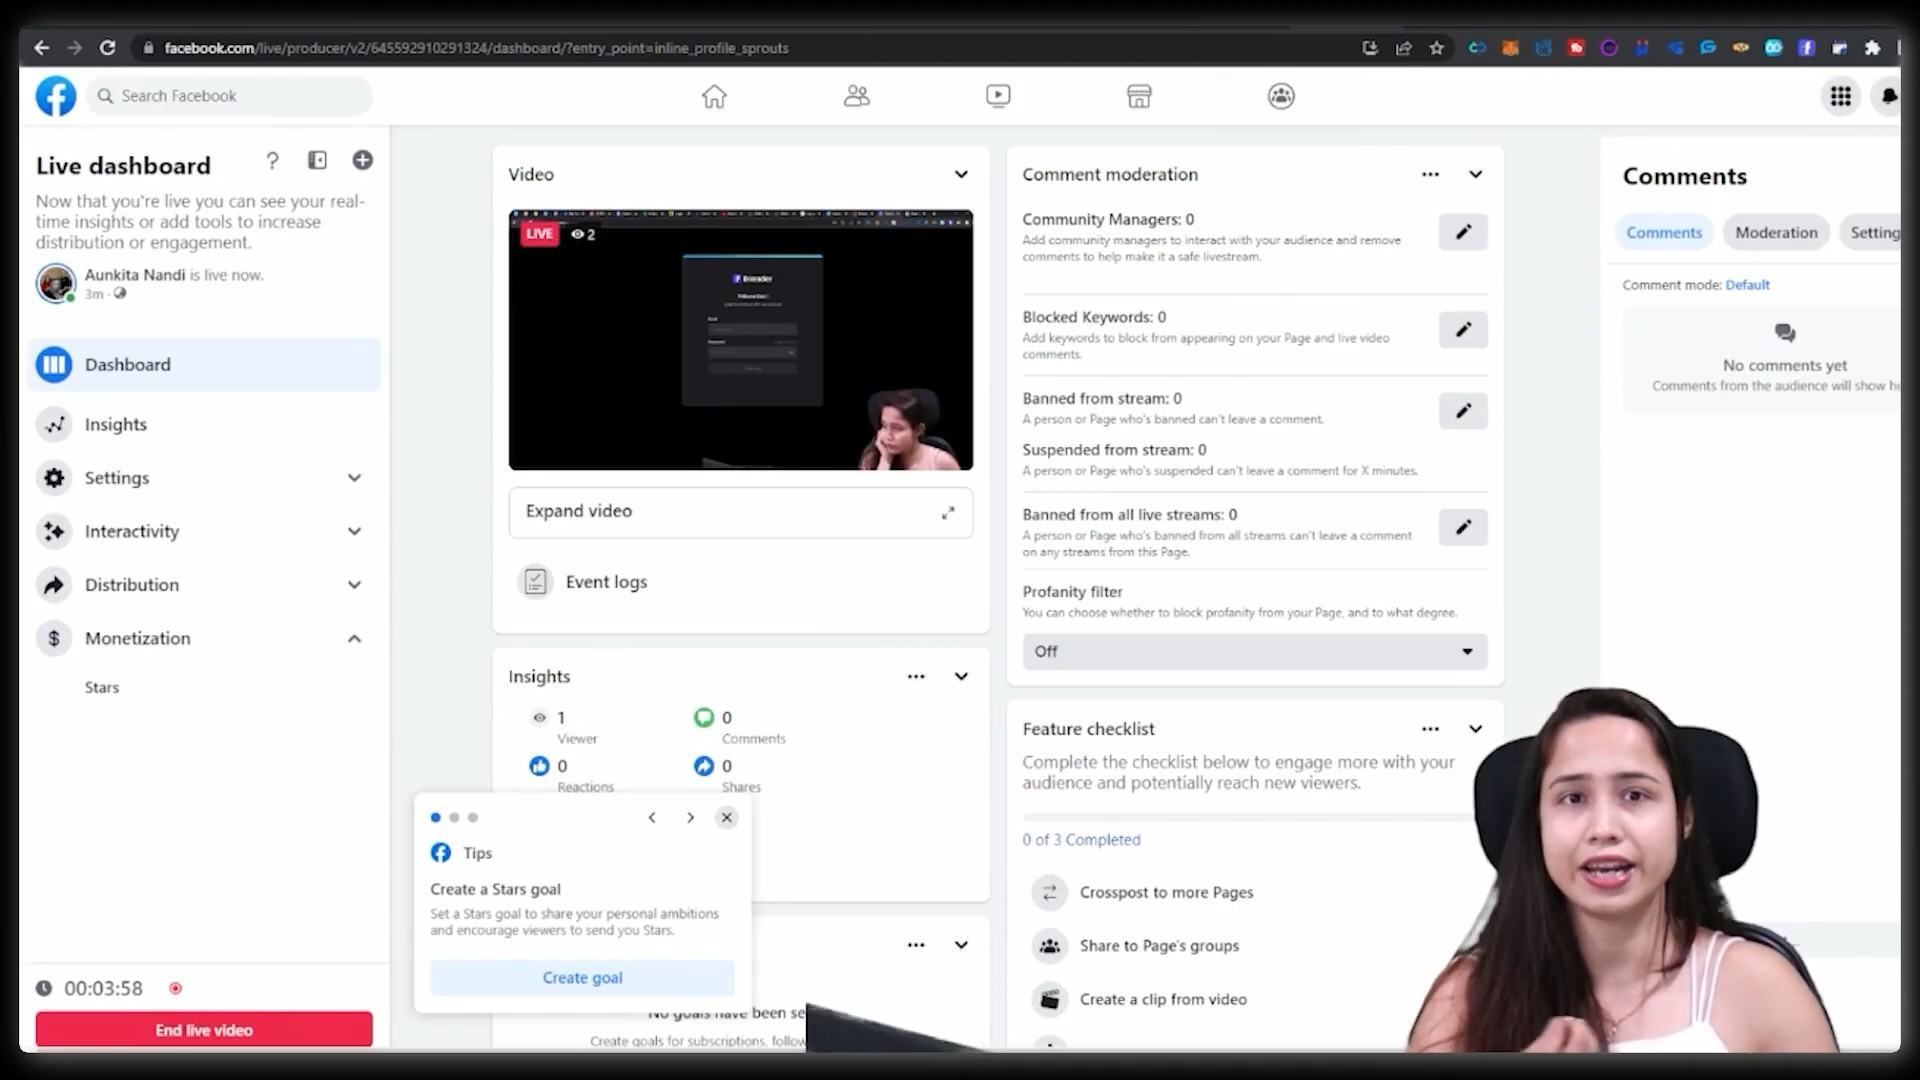 facebook.com/live/producer/v2/645592910291324/dashboard/?entry_point=inline_profile_sprouts
Search Facebook
Live dashboard
Now that you're live you can see your real-
time insights or add tools to increase
distribution or engagement.
Aunkita Nandi is live now.
3m ·
Dashboard
Insights
Settings
Interactivity
Distribution
Monetization
Stars
00:03:58
End live video
Video
LIVE
2
Friender
Expand video
Event logs
Insights
1
Viewer
0
Comments
0
Reactions
0
Shares
Tips
Create a Stars goal
Set a Stars goal to share your personal ambitions
and encourage viewers to send you Stars.
Create goal
No goals have been se
Create goals for subscriptions, follow
Comment moderation
Community Managers: 0
Add community managers to interact with your audience and remove
comments to help make it a safe livestream.
Blocked Keywords: 0
Add keywords to block from appearing on your Page and live video
comments.
Banned from stream: 0
A person or Page who's banned can't leave a comment.
Suspended from stream: 0
A person or Page who's suspended can't leave a comment for X minutes.
Banned from all live streams: 0
A person or Page who's banned from all streams can't leave a comment
on any streams from this Page.
Profanity filter
You can choose whether to block profanity from your Page, and to what degree.
Off
Feature checklist
Complete the checklist below to engage more with your
audience and potentially reach new viewers.
0 of 3 Completed
Crosspost to more Pages
Share to Page's groups
Create a clip from video
Comments
Comments
Moderation
Setting
Comment mode: Default
No comments yet
Comments from the audience will show he